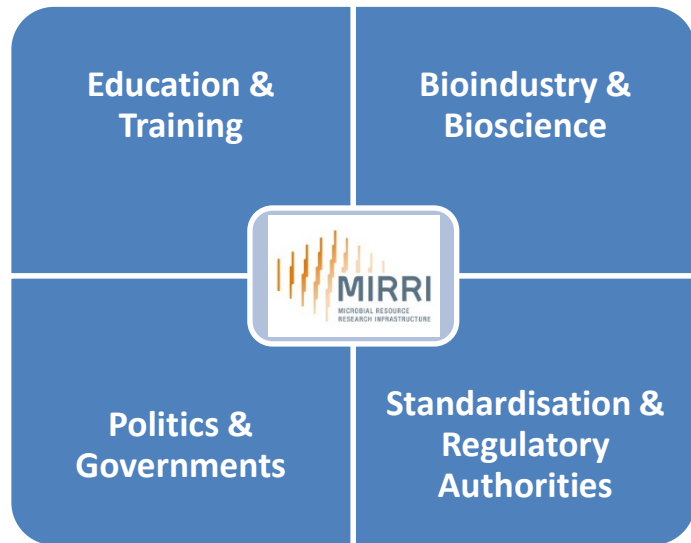 Education &
Training
Bioindustry &
Bioscience
MIRRI
MICROBIAL RESOURCE
RESEARCH INFRASTRUCTURE
Politics &
Governments
Standardisation &
Regulatory
Authorities